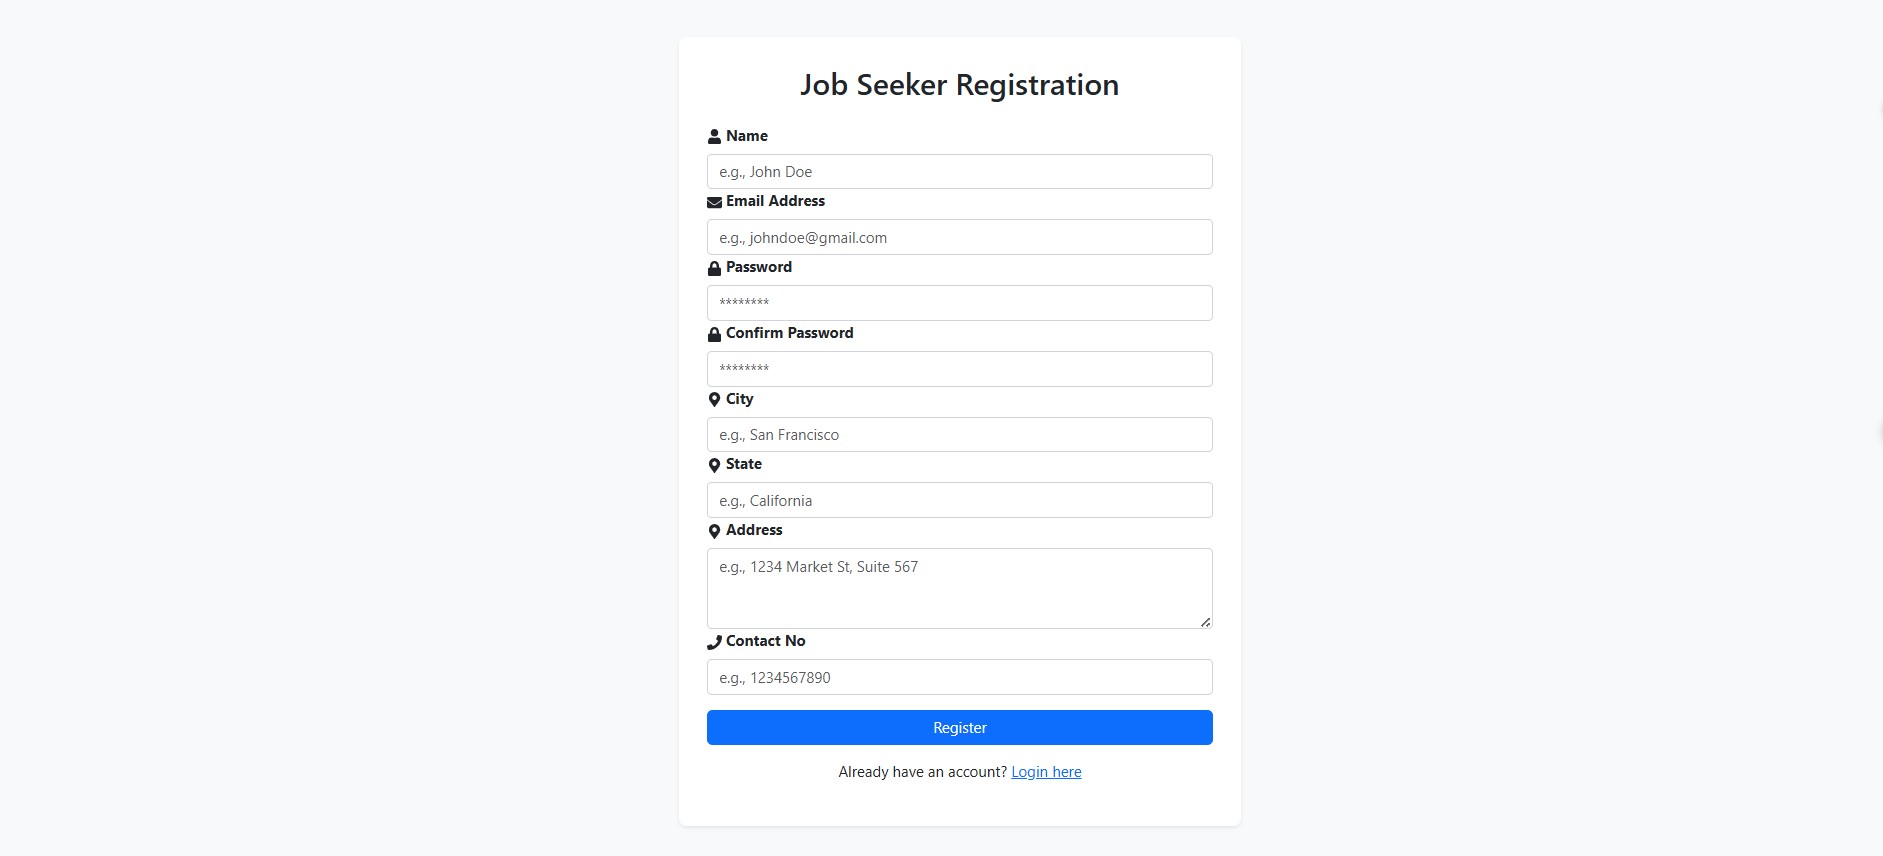 Job Seeker Registration
Name
e.g., John Doe
Email Address
e.g., johndoe@gmail.com
Password
********
Confirm Password
********
City
e.g., San Francisco
State
e.g., California
Address
e.g., 1234 Market St, Suite 567
Contact No
e.g., 1234567890
Register
Already have an account? Login here